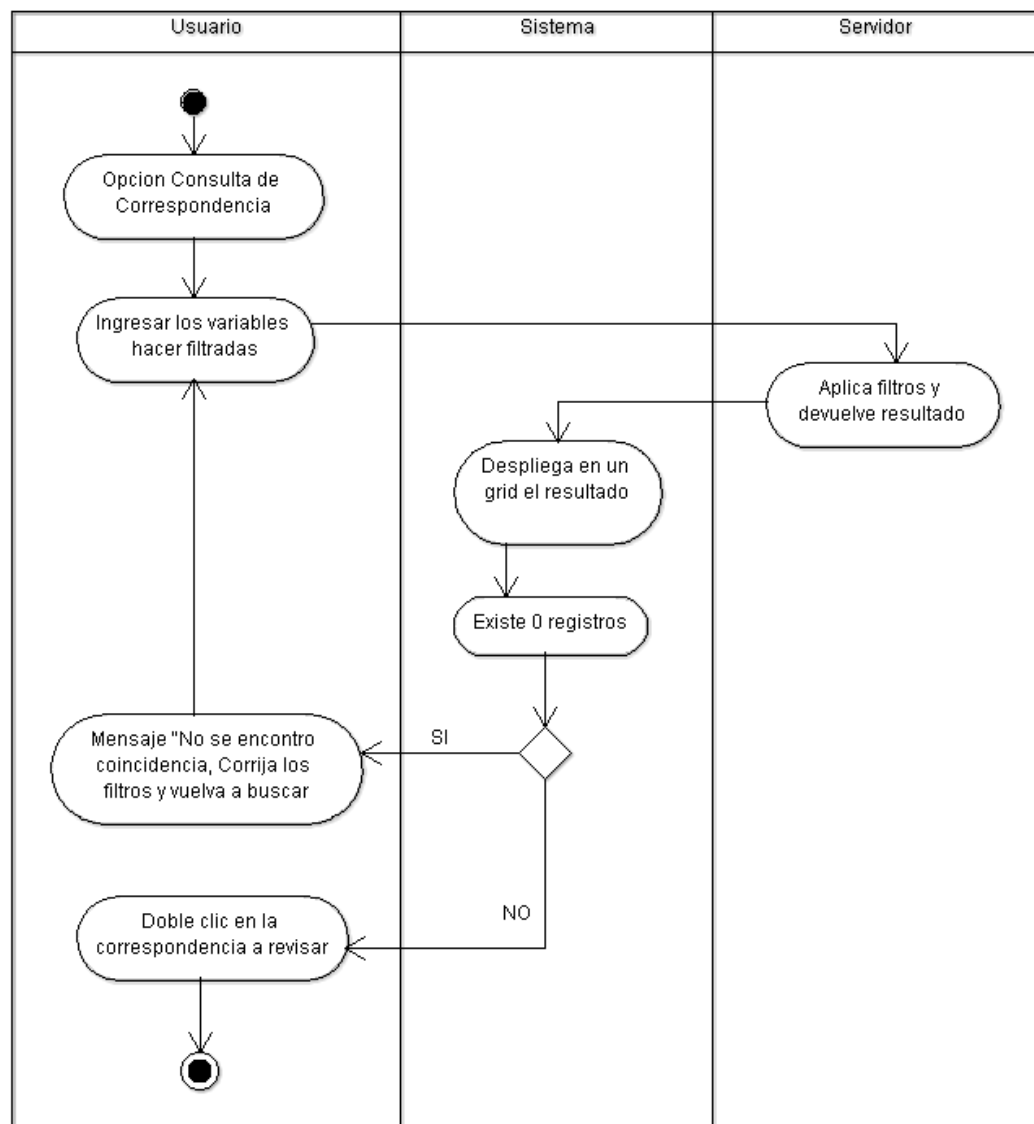 Usuario
Sistema
Servidor
Opcion Consulta de
Correspondencia
Ingresar los variables
hacer filtradas
Aplica filtros y
devuelve resultado
Despliega en un
grid el resultado
Existe 0 registros
SI
Mensaje "No se encontro
coincidencia, Corrija los
filtros y vuelva a buscar
NO
Doble clic en la
correspondencia a revisar